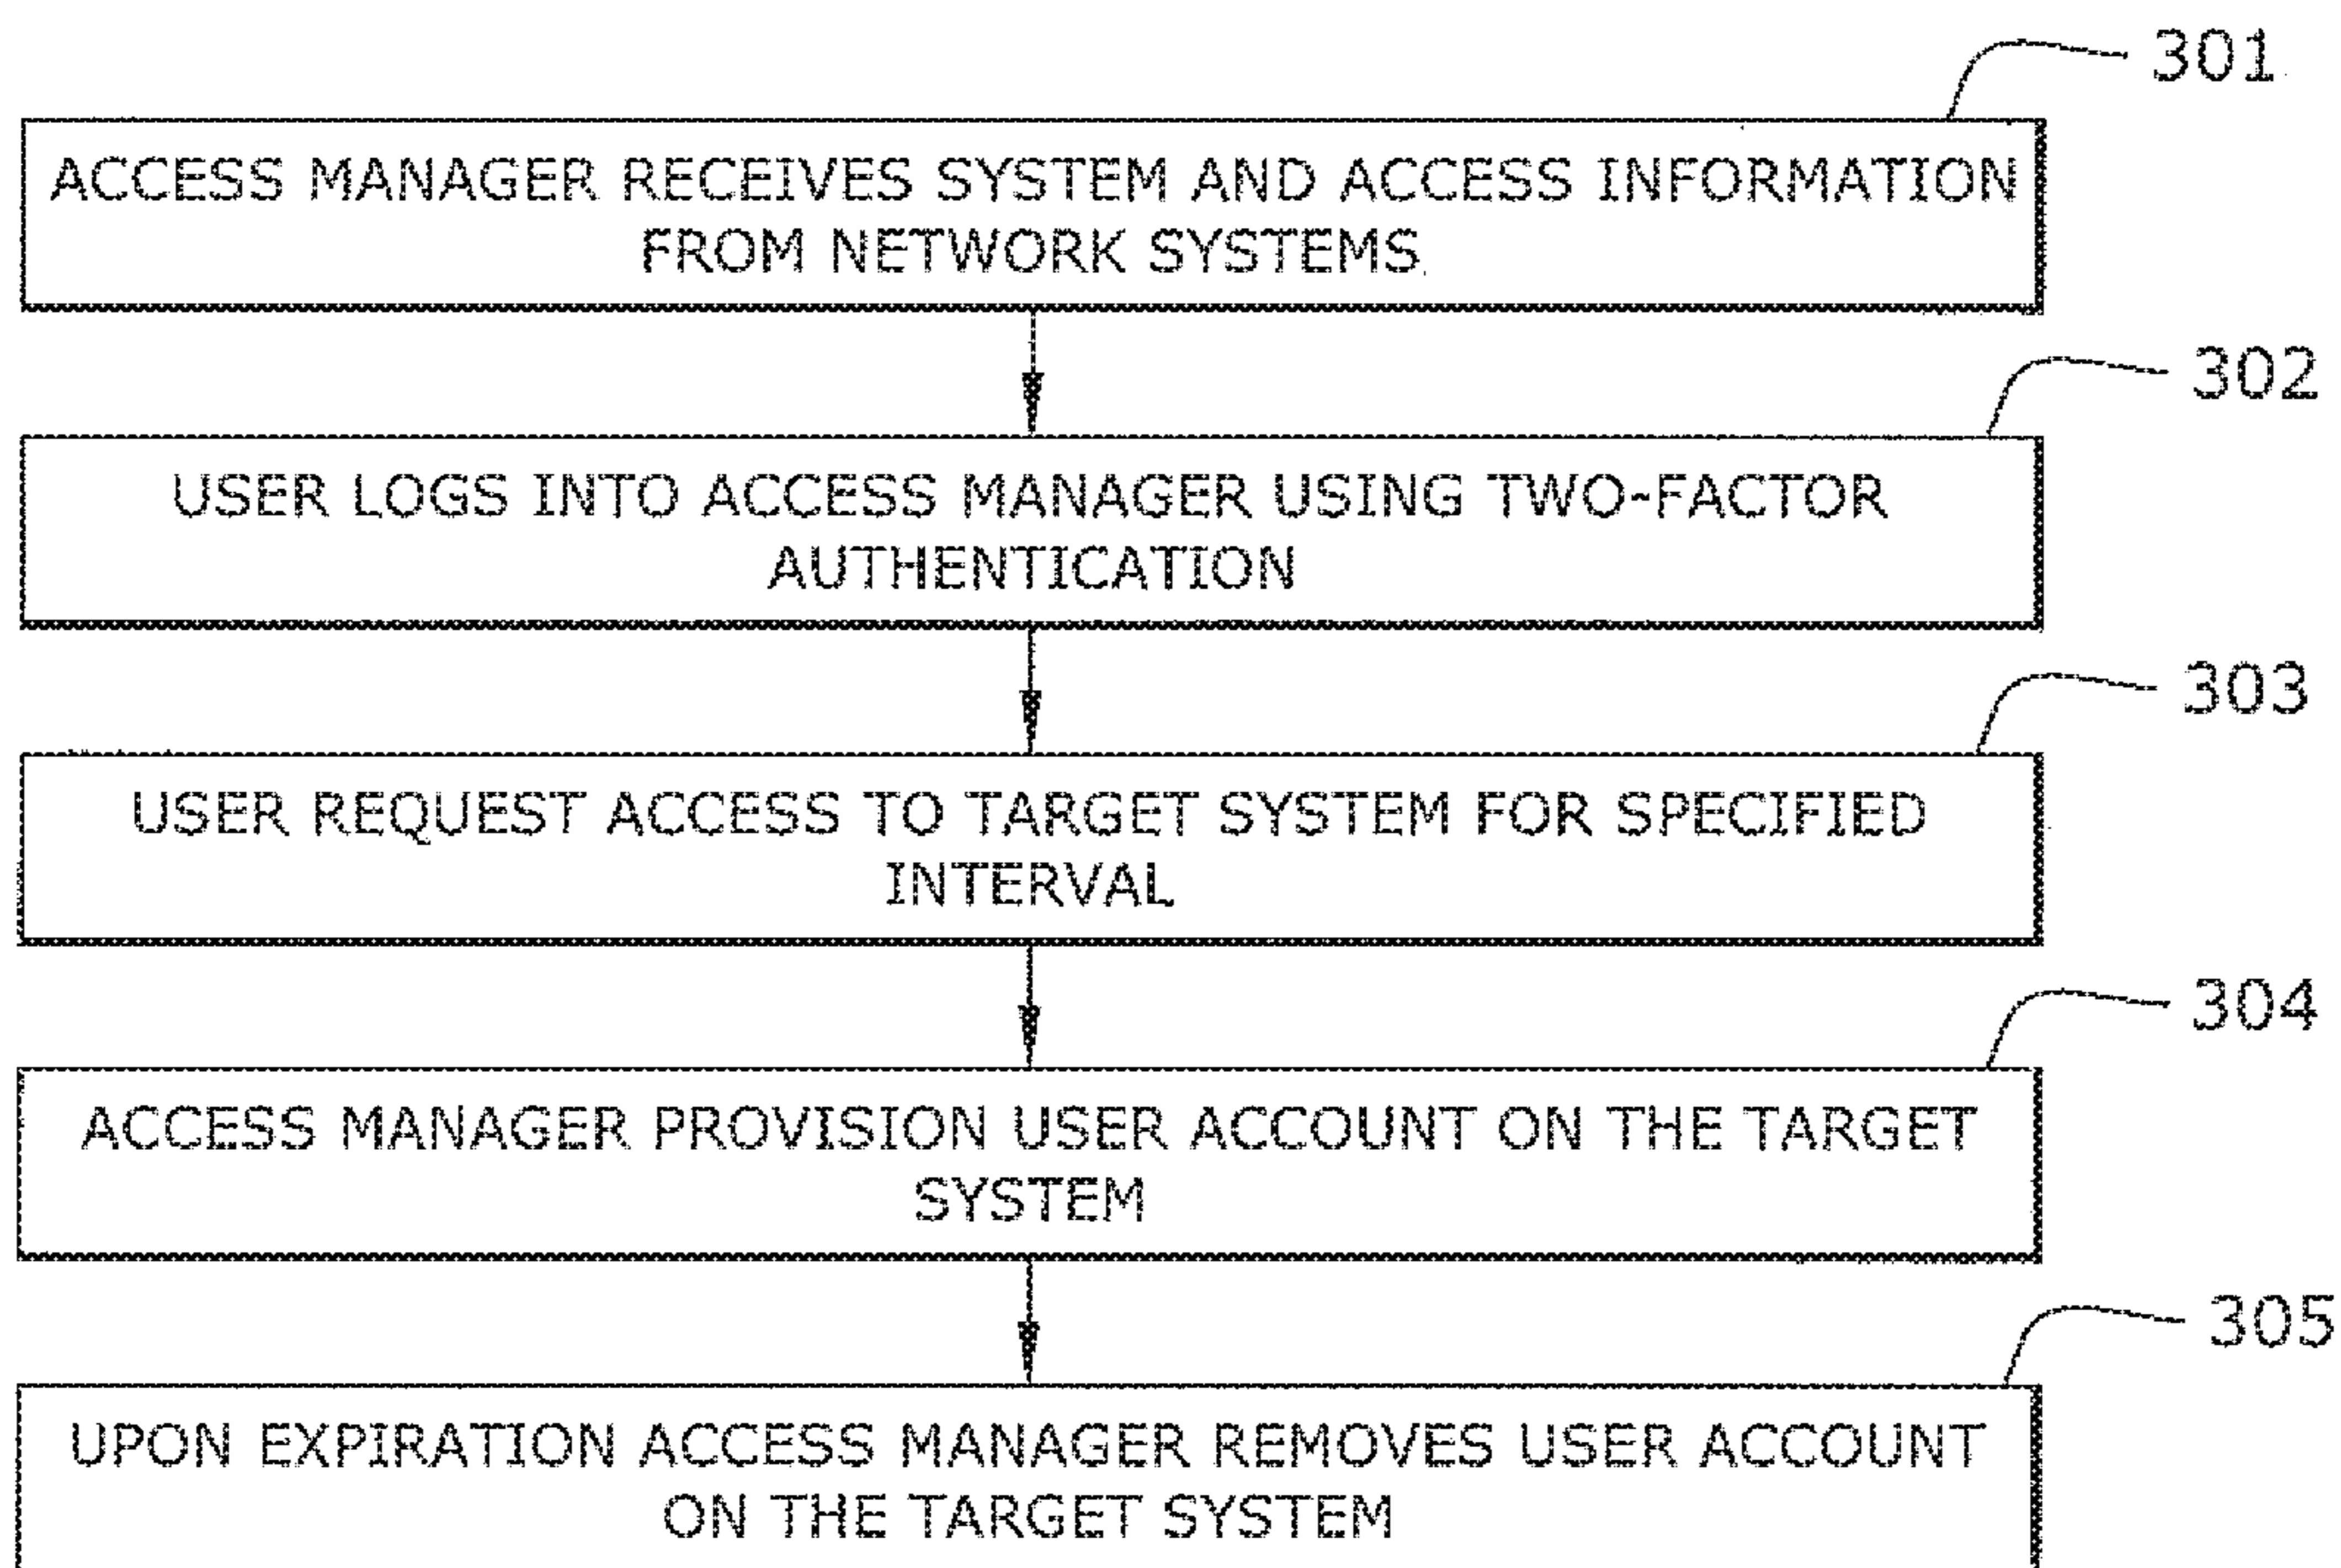 301
ACCESS MANAGER RECEIVES SYSTEM AND ACCESS INFORMATION
FROM NETWORK SYSTEMS
302
USER LOGS INTO ACCESS MANAGER USING TWO-FACTOR
AUTHENTICATION
303
USER REQUEST ACCESS TO TARGET SYSTEM FOR SPECIFIED
INTERVAL
304
ACCESS MANAGER PROVISION USER ACCOUNT ON THE TARGET
SYSTEM
305
UPON EXPIRATION ACCESS MANAGER REMOVES USER ACCOUNT
ON THE TARGET SYSTEM